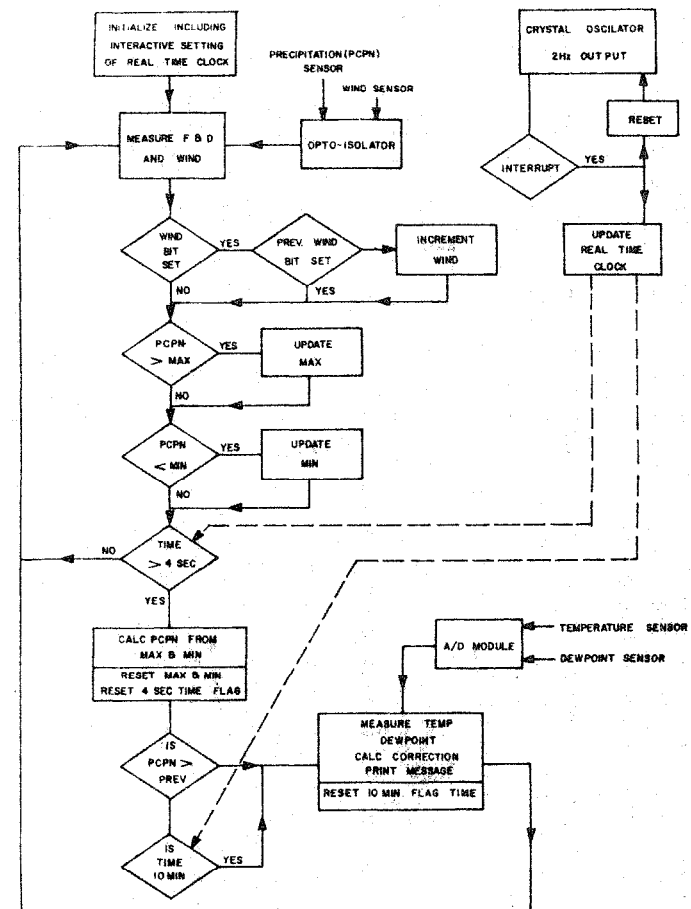 INITIALIZE INCLUDING
INTERACTIVE SETTING
OF REAL TIME CLOCK
PRECIPITATION (PCPN)
SENSOR
WIND SENSOR
CRYSTAL OSCILATOR
2Hz OUTPUT
MEASURE F & D
AND WIND
OPTO-ISOLATOR
RESET
INTERRUPT
YES
WIND
BIT
SET
YES
PREV. WIND
BIT SET
INCREMENT
WIND
UPDATE
REAL TIME
CLOCK
NO
YES
PCPN
> MAX
YES
UPDATE
MAX
NO
PCPN
< MIN
YES
UPDATE
MIN
NO
TIME
> 4 SEC
NO
YES
CALC PCPN FROM
MAX & MIN
RESET MAX & MIN
RESET 4 SEC TIME FLAG
A/D MODULE
TEMPERATURE SENSOR
DEWPOINT SENSOR
IS
PCPN >
PREV
MEASURE TEMP
DEWPOINT
CALC CORRECTION
PRINT MESSAGE
RESET 10 MIN. FLAG TIME
IS
TIME
10 MIN
YES